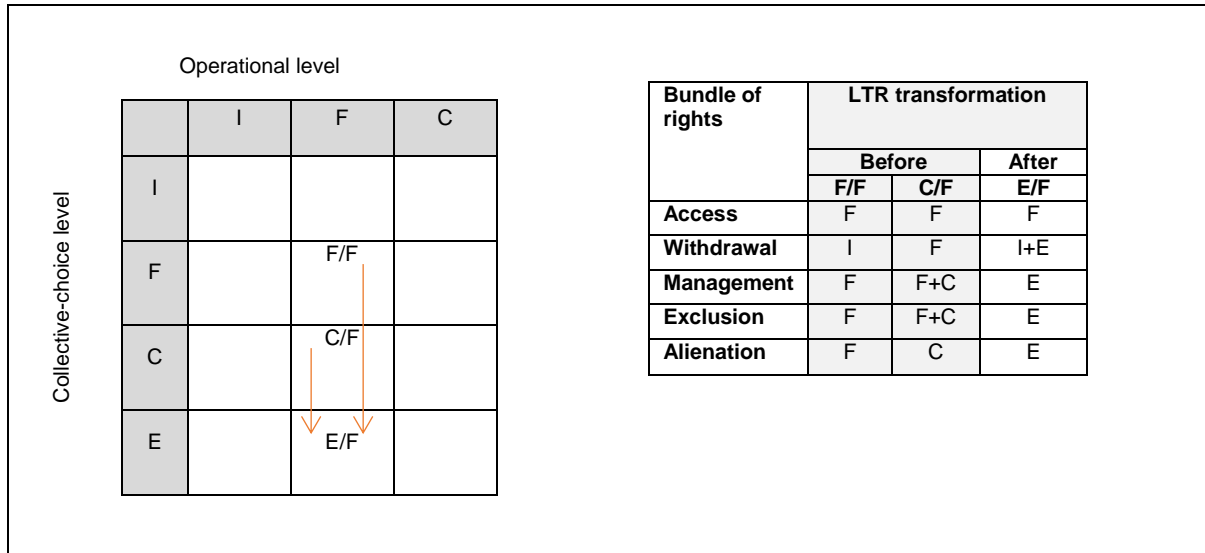 Operational level
I F C
Collective-choice level
I
F F/F
C C/F
E E/F
Bundle of rights LTR transformation
Before After
F/F C/F E/F
Access F F F
Withdrawal I F I+E
Management F F+C E
Exclusion F F+C E
Alienation F C E